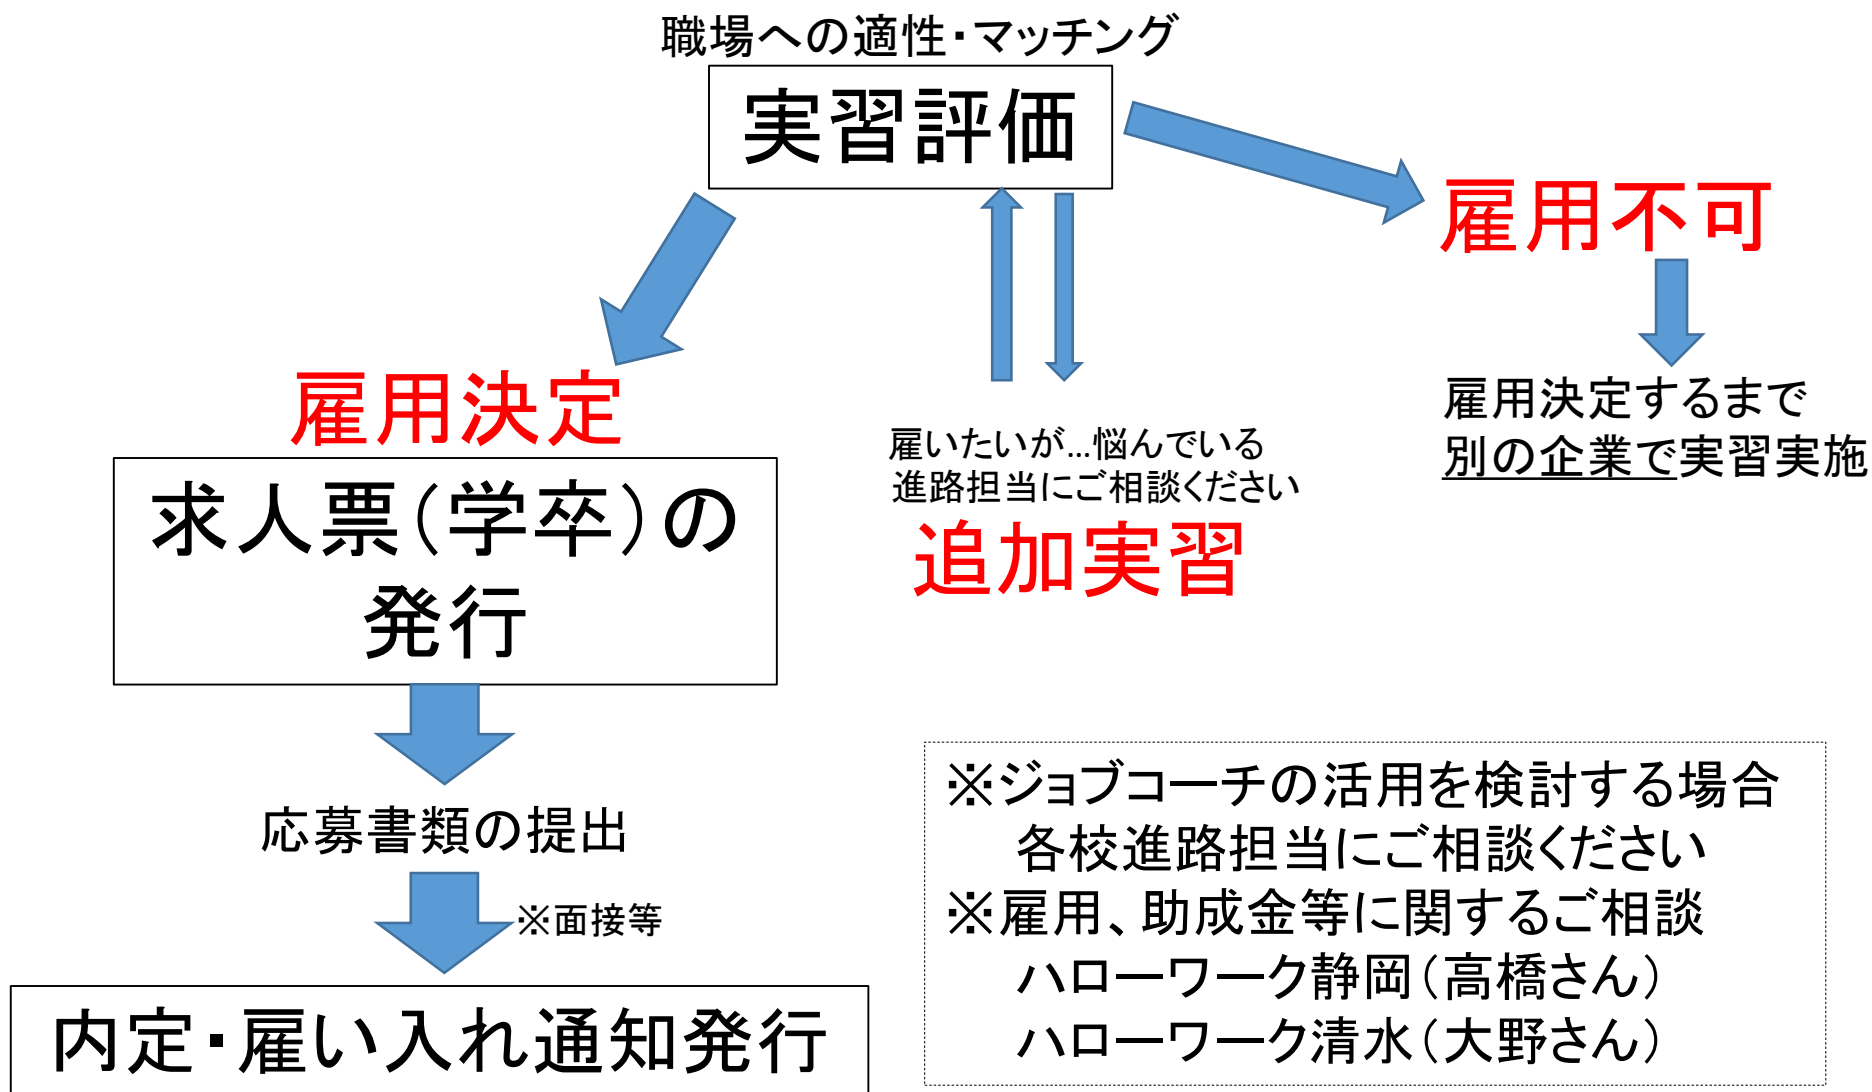 職場への適性・マッチング
実習評価
雇用不可
雇用決定するまで
別の企業で実習実施
雇用決定
求人票(学卒)の
発行
雇いたいが…悩んでいる
進路担当にご相談ください
追加実習
応募書類の提出
※面接等
内定・雇い入れ通知発行
※ジョブコーチの活用を検討する場合
各校進路担当にご相談ください
※雇用、助成金等に関するご相談
ハローワーク静岡(高橋さん)
ハローワーク清水(大野さん)